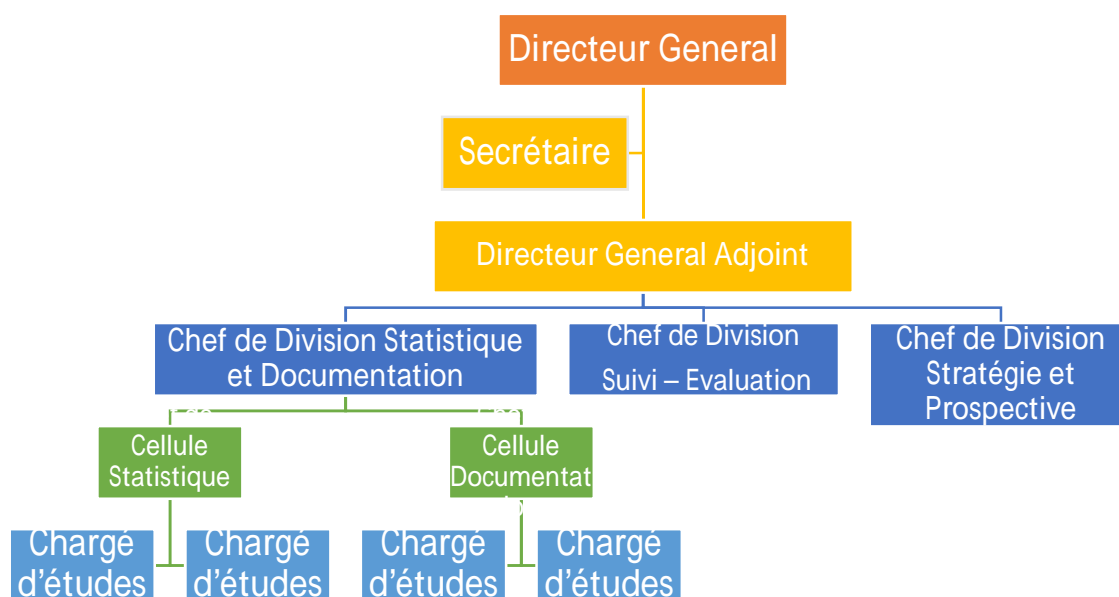 Directeur General
Secrétaire
Directeur General Adjoint
Chef de Division Statistique
et Documentation
Chef de Division
Suivi – Evaluation
Chef de Division
Stratégie et
Prospective
Cellule
Statistique
Cellule
Documentat
Chargé
d’études
Chargé
d’études
Chargé
d’études
Chargé
d’études